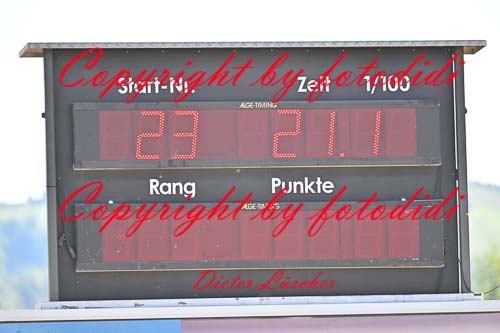 Copyright by fotodidi
Start-Nr. Zeit 1/100
ALGE-TIMING
23 21.1
Rang Punkte
Copyright by fotodidi
ALGE-TIMING
Dieter Lüscher